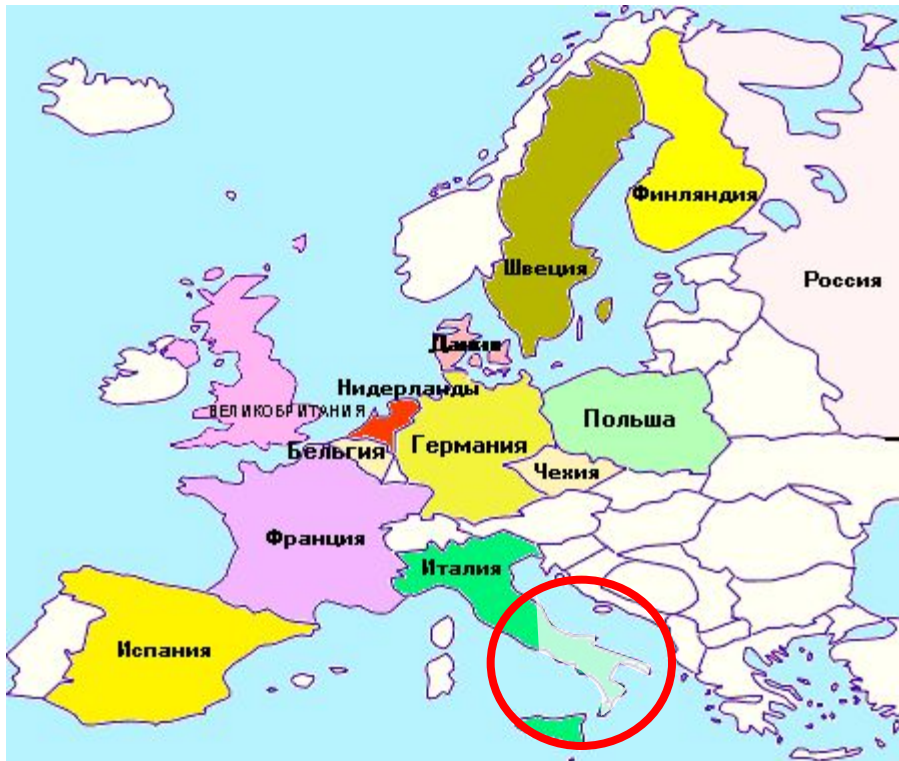 Финляндия
Швеция
Россия
Дания
Нидерланды
ВЕЛИКОБРИТАНИЯ
Польша
Бельгия
Германия
Чехия
Франция
Италия
Испания